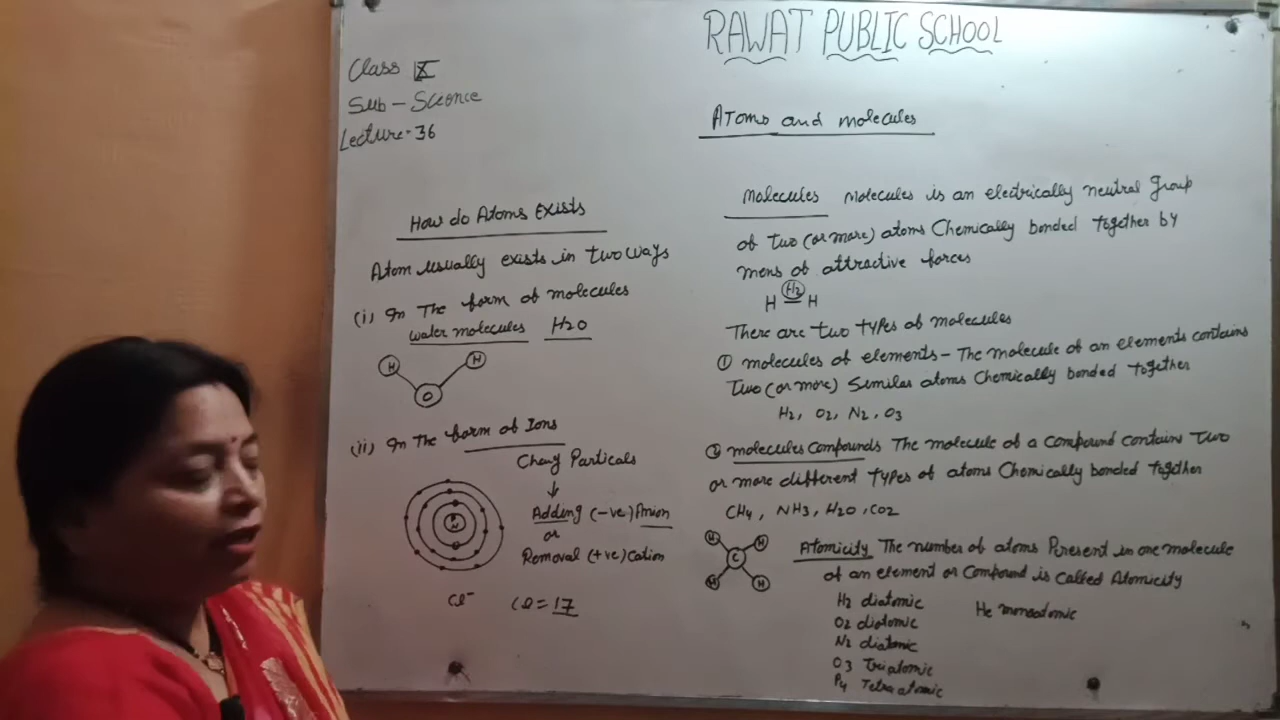 RAWAT PUBLIC SCHOOL
Class IX
Sub - Science
Lecture - 36
Atoms and molecules
How do Atoms Exists
Atom usually exists in two ways
(i) In The form of molecules
water molecules H2O
H H
O
(ii) In The form of Ions
Charg Particals
↓
Adding (-ve) Anion
or
Removal (+ve) Cation
N
Cl⁻ Cl = 17
Molecules Molecules is an electrically neutral Group
of two (or more) atoms Chemically bonded together by
mens of attractive forces
H2
H = H
There are two types of molecules
① molecules of elements - The molecule of an elements contains
Two (or more) Similar atoms Chemically bonded together
H2, O2, N2, O3
② molecules Compounds The molecule of a Compound contains Two
or more different Types of atoms Chemically bonded together
CH4, NH3, H2O, CO2
H H
C
H H
Atomicity The number of atoms Peresent in one molecule
of an element or Compound is called Atomicity
H2 diatomic He monoatomic
O2 diotomic
N2 diatomic
O3 Triatomic
P4 Tetra atomic